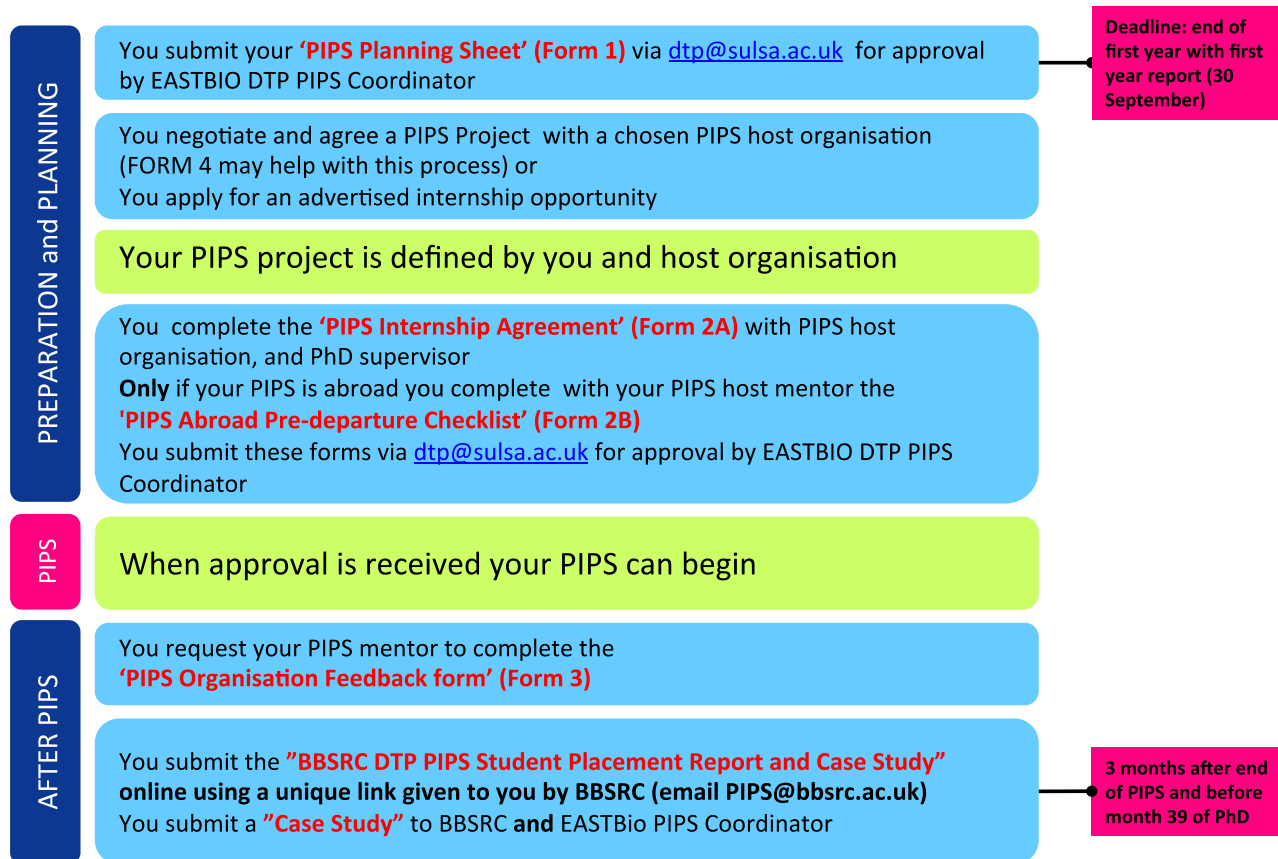 PREPARATION and PLANNING
You submit your ‘PIPS Planning Sheet’ (Form 1) via dtp@sulsa.ac.uk for approval
by EASTBIO DTP PIPS Coordinator
Deadline: end of
first year with first
year report (30
September)
You negotiate and agree a PIPS Project with a chosen PIPS host organisation
(FORM 4 may help with this process) or
You apply for an advertised internship opportunity
Your PIPS project is defined by you and host organisation
You complete the ‘PIPS Internship Agreement’ (Form 2A) with PIPS host
organisation, and PhD supervisor
Only if your PIPS is abroad you complete with your PIPS host mentor the
'PIPS Abroad Pre-departure Checklist’ (Form 2B)
You submit these forms via dtp@sulsa.ac.uk for approval by EASTBIO DTP PIPS
Coordinator
PIPS
When approval is received your PIPS can begin
AFTER PIPS
You request your PIPS mentor to complete the
‘PIPS Organisation Feedback form’ (Form 3)
You submit the ”BBSRC DTP PIPS Student Placement Report and Case Study”
online using a unique link given to you by BBSRC (email PIPS@bbsrc.ac.uk)
You submit a ”Case Study” to BBSRC and EASTBio PIPS Coordinator
3 months after end
of PIPS and before
month 39 of PhD